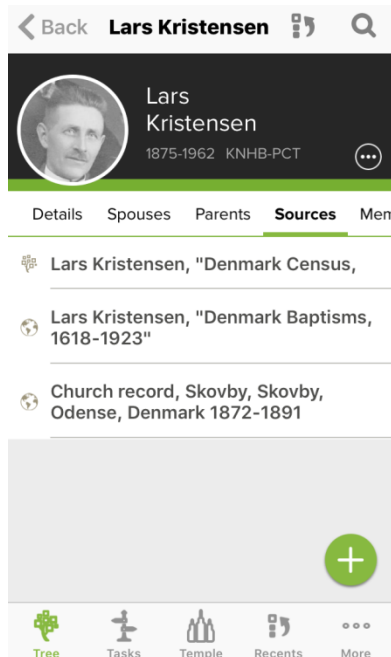 Back Lars Kristensen
Lars
Kristensen
1875-1962 KNHB-PCT
Details Spouses Parents Sources Mem
Lars Kristensen, "Denmark Census,
Lars Kristensen, "Denmark Baptisms,
1618-1923"
Church record, Skovby, Skovby,
Odense, Denmark 1872-1891
Tree Tasks Temple Recents More